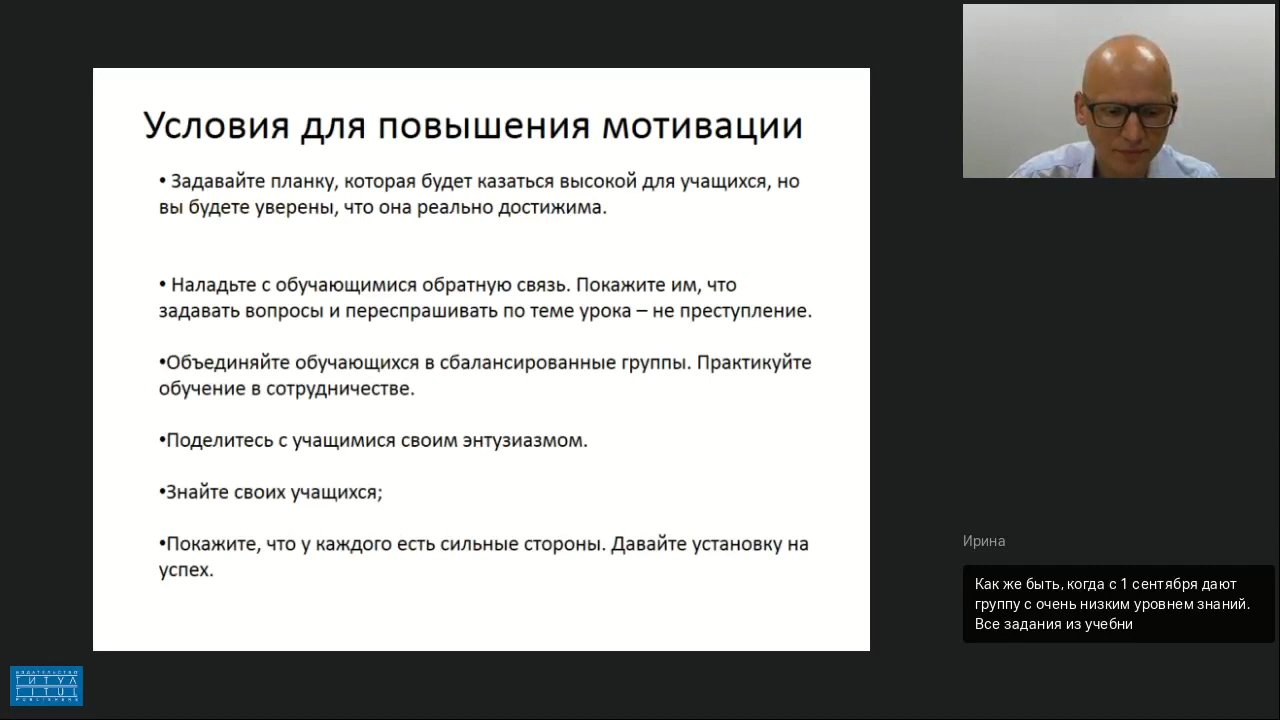 Условия для повышения мотивации
• Задавайте планку, которая будет казаться высокой для учащихся, но
вы будете уверены, что она реально достижима.
• Наладьте с обучающимися обратную связь. Покажите им, что
задавать вопросы и переспрашивать по теме урока – не преступление.
•Объединяйте обучающихся в сбалансированные группы. Практикуйте
обучение в сотрудничестве.
•Поделитесь с учащимися своим энтузиазмом.
•Знайте своих учащихся;
•Покажите, что у каждого есть сильные стороны. Давайте установку на
успех.
Ирина
Как же быть, когда с 1 сентября дают
группу с очень низким уровнем знаний.
Все задания из учебни
ИЗДАТЕЛЬСТВО
ТИТУЛ
TITUL
PUBLISHERS